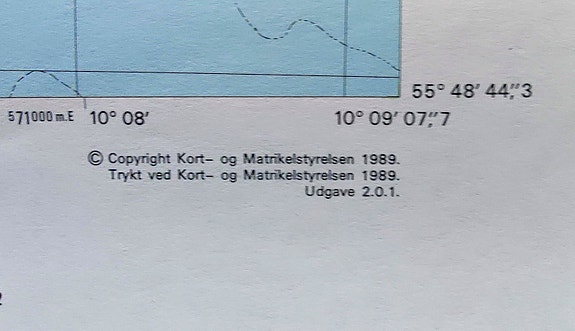 55° 48′ 44,″3
571000 m.E 10° 08′ 10° 09′ 07,″7
© Copyright Kort– og Matrikelstyrelsen 1989.
Trykt ved Kort– og Matrikelstyrelsen 1989.
Udgave 2.0.1.